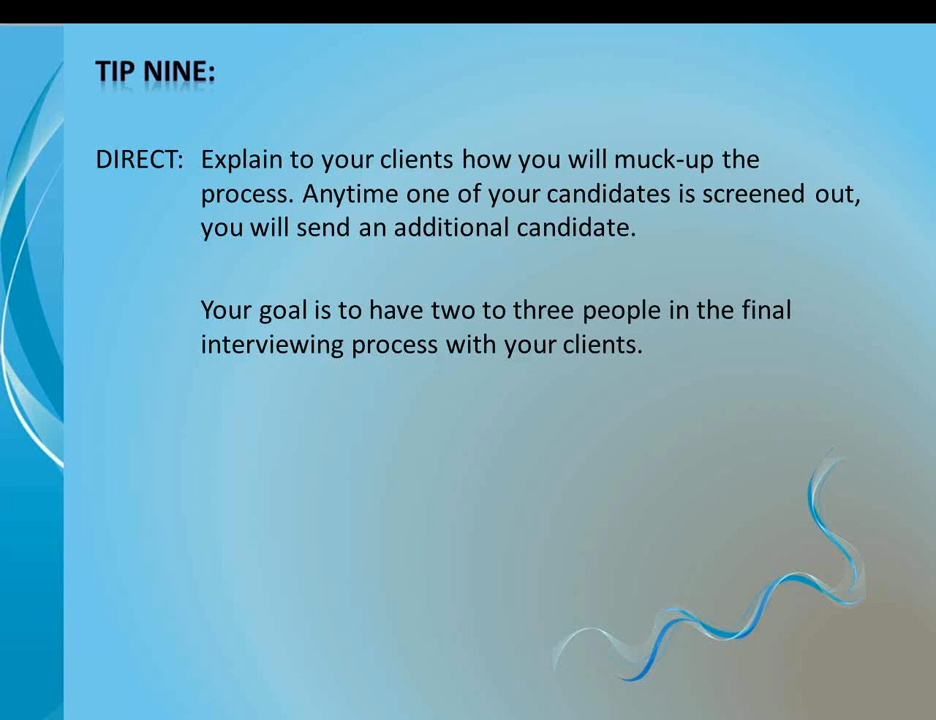 TIP NINE:
DIRECT: Explain to your clients how you will muck-up the
process. Anytime one of your candidates is screened out,
you will send an additional candidate.
Your goal is to have two to three people in the final
interviewing process with your clients.